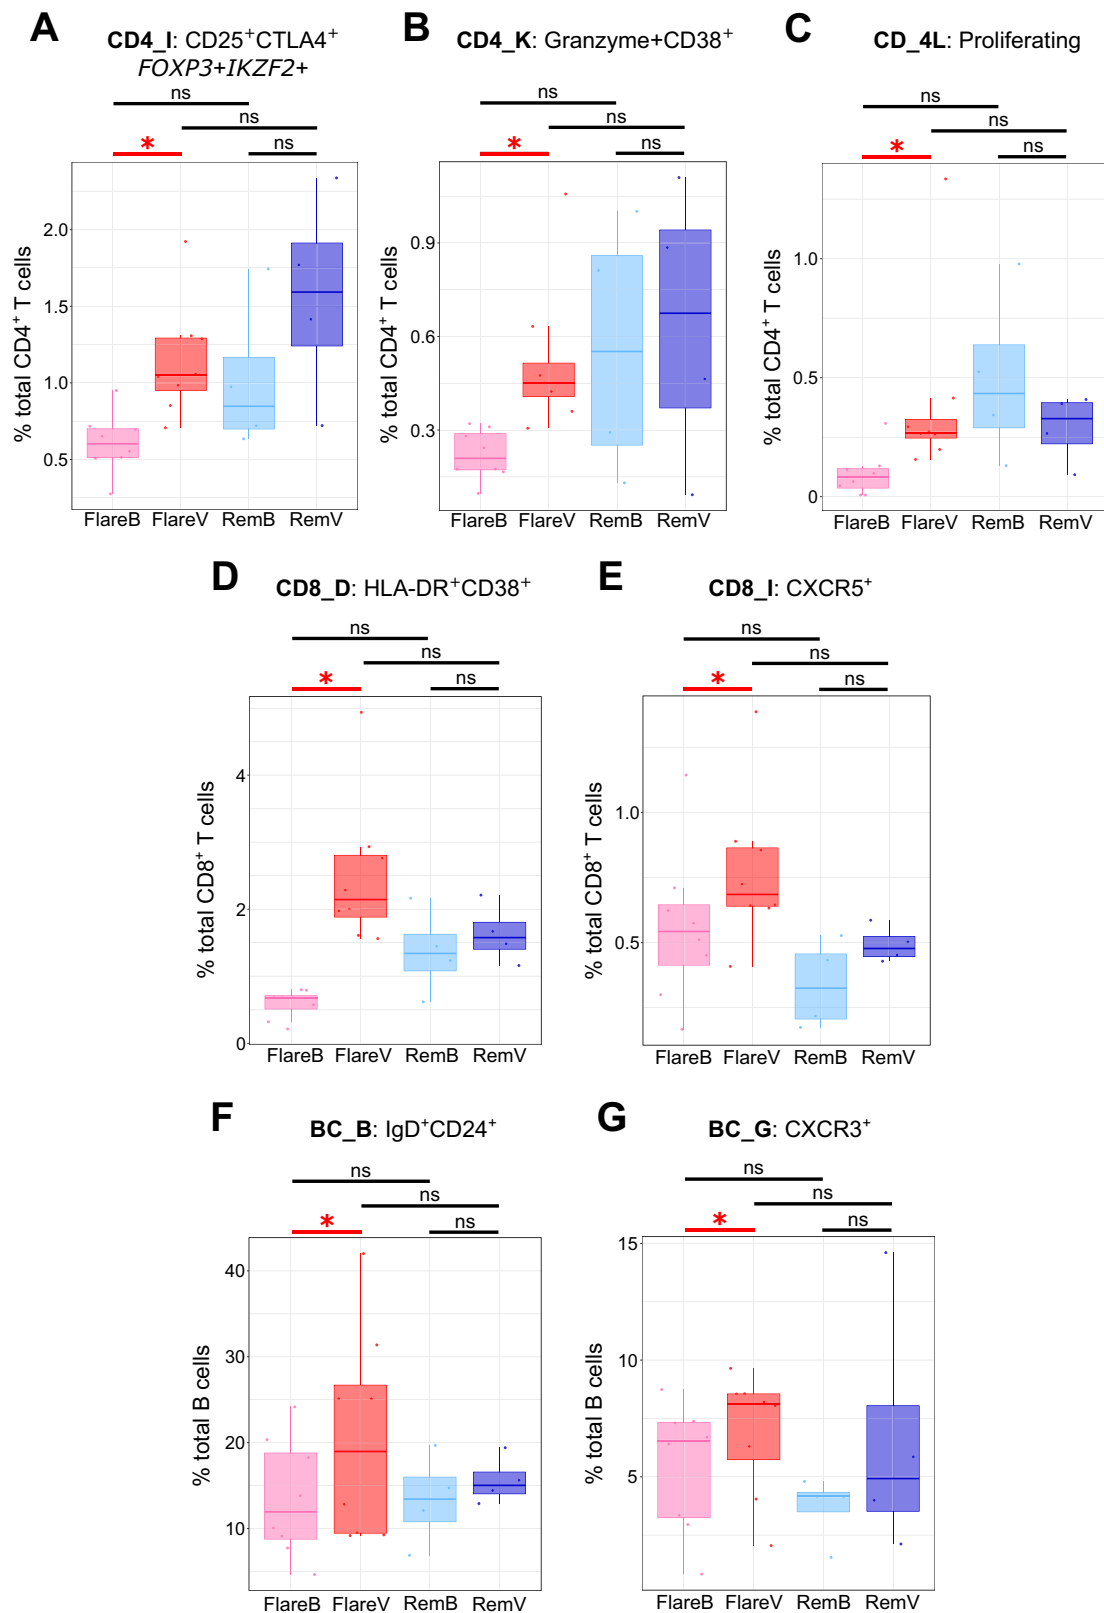 A
CD4_I: CD25⁺CTLA4⁺
FOXP3+IKZF2+
ns
ns
* ns
% total CD4⁺ T cells
2.0
1.5
1.0
0.5
FlareB FlareV RemB RemV
B
CD4_K: Granzyme+CD38⁺
ns
ns
* ns
% total CD4⁺ T cells
0.9
0.6
0.3
FlareB FlareV RemB RemV
C
CD_4L: Proliferating
ns
ns
* ns
% total CD4⁺ T cells
1.0
0.5
0
FlareB FlareV RemB RemV
D
CD8_D: HLA-DR⁺CD38⁺
ns
ns
* ns
% total CD8⁺ T cells
4
2
0
FlareB FlareV RemB RemV
E
CD8_I: CXCR5⁺
ns
ns
* ns
% total CD8⁺ T cells
1.0
0.5
FlareB FlareV RemB RemV
F
BC_B: IgD⁺CD24⁺
ns
ns
* ns
% total B cells
40
30
20
10
FlareB FlareV RemB RemV
G
BC_G: CXCR3⁺
ns
ns
* ns
% total B cells
15
10
5
FlareB FlareV RemB RemV